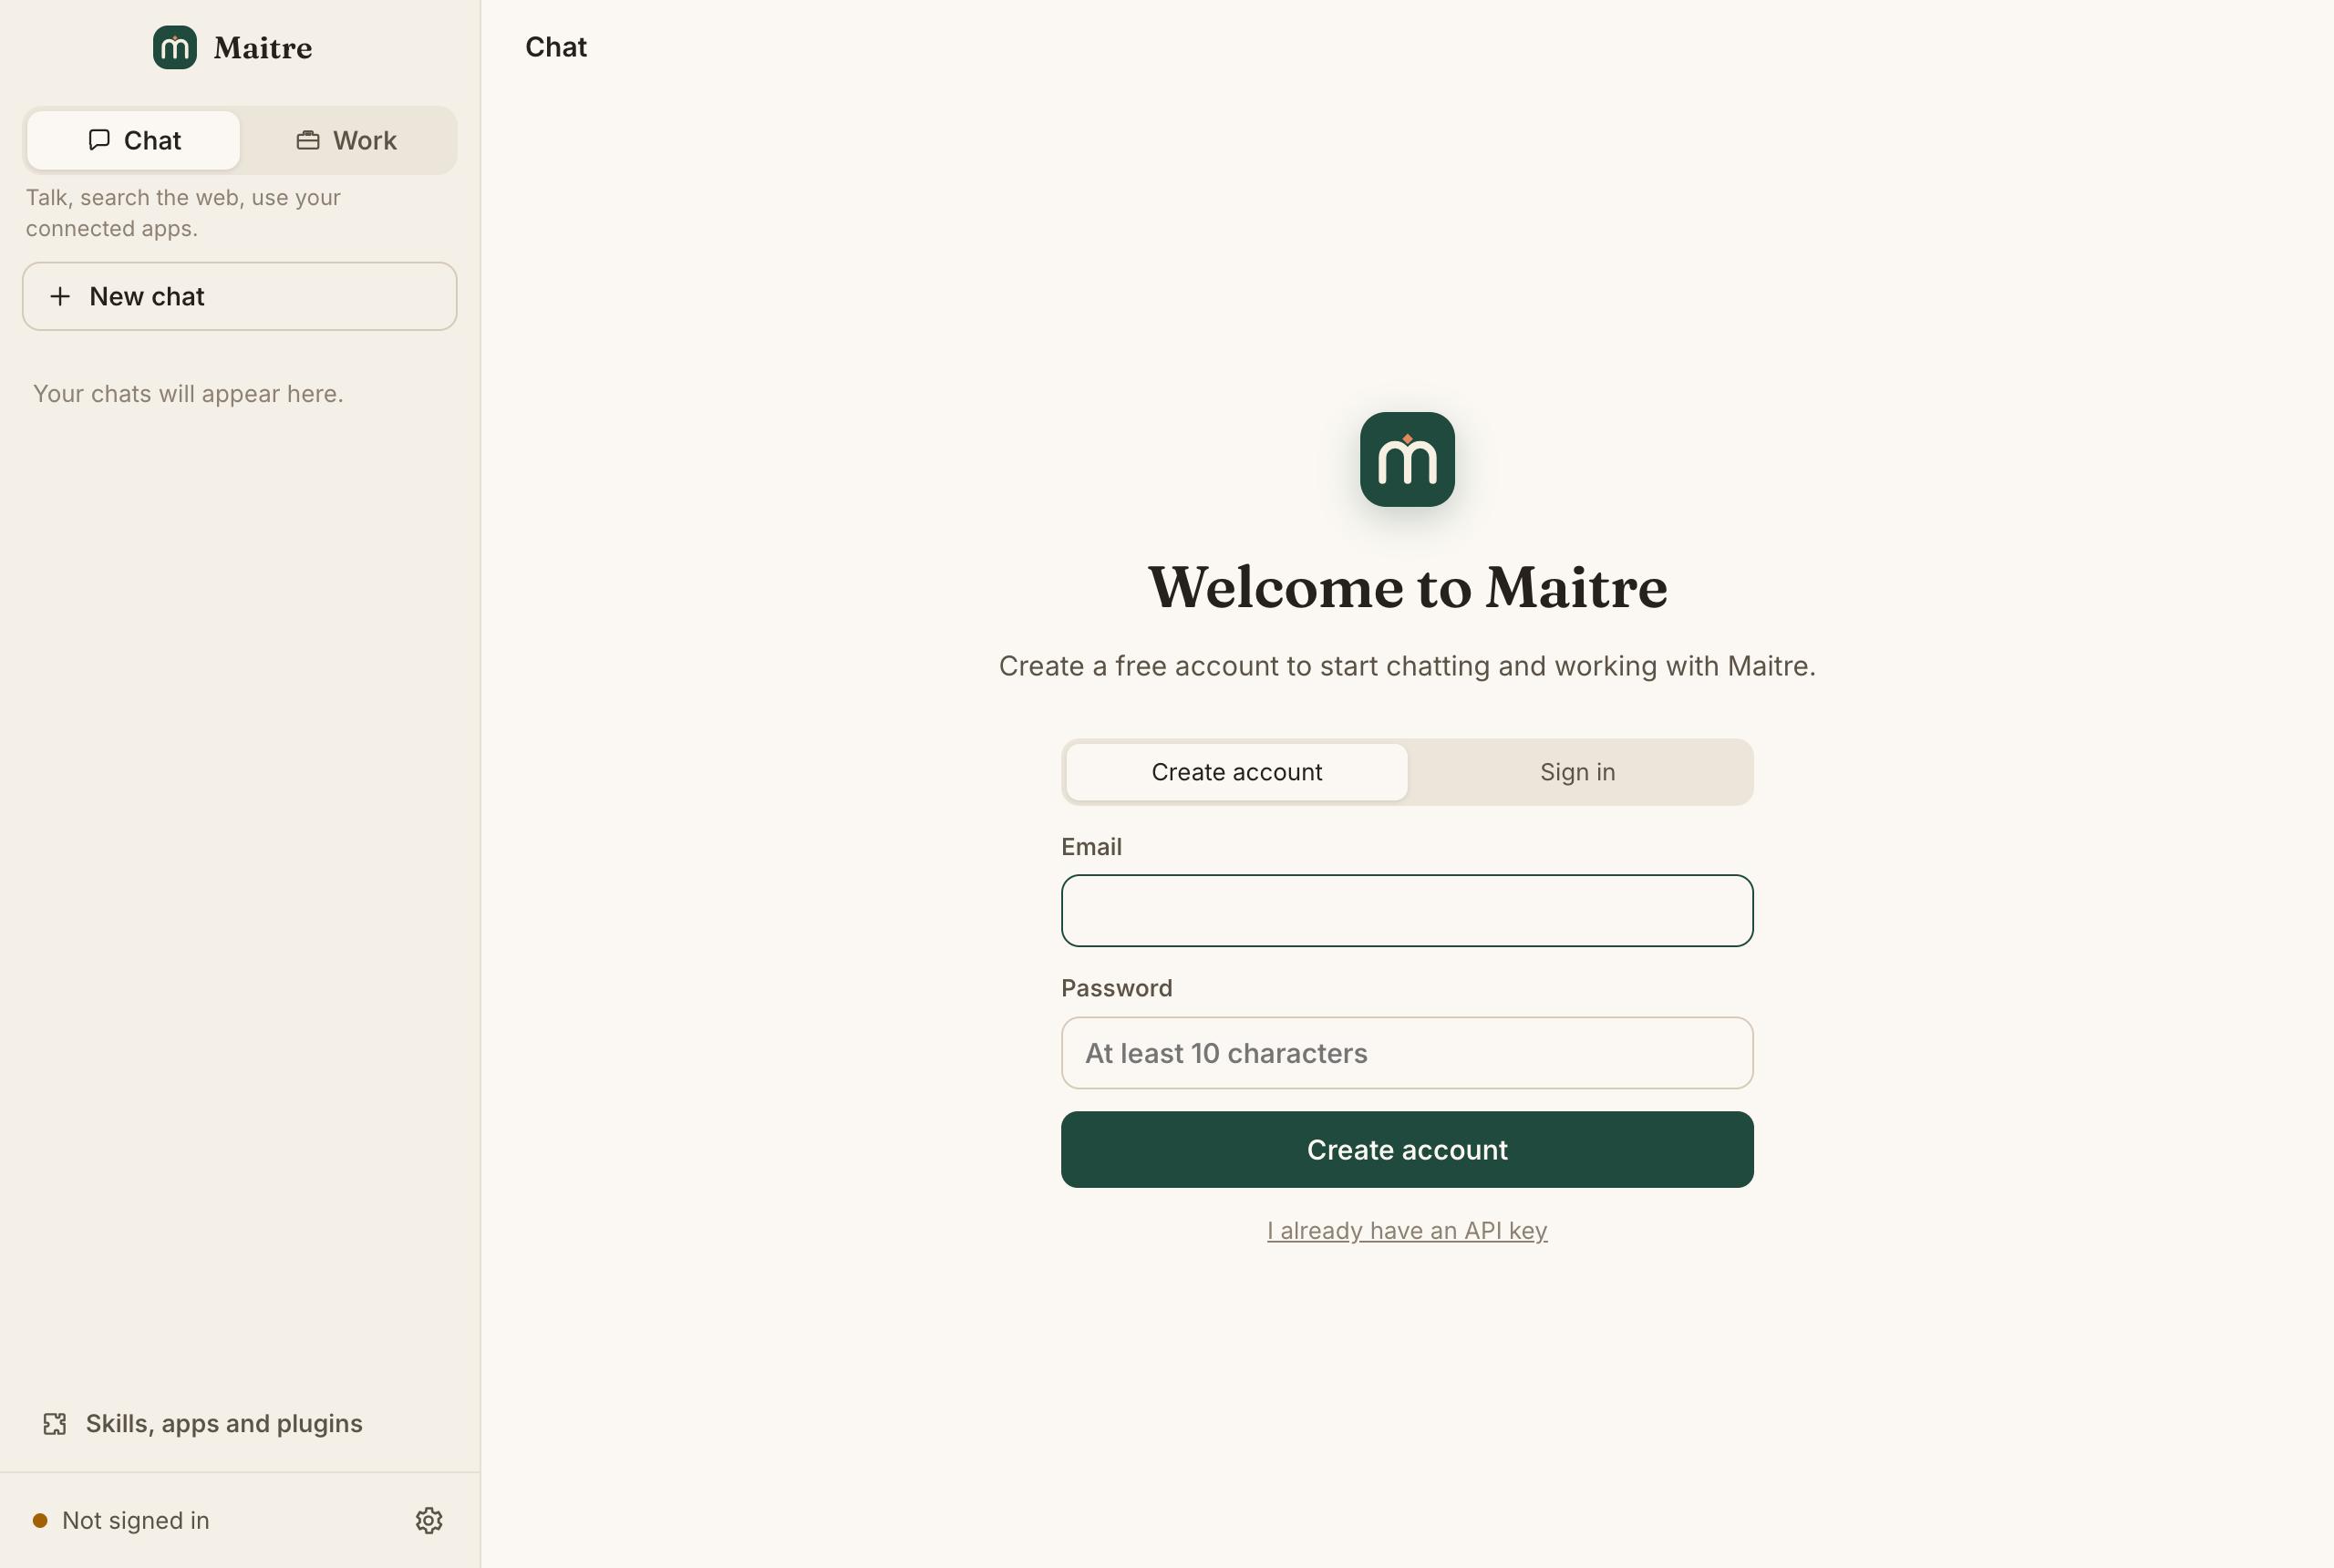 Maitre
Chat
Work
Talk, search the web, use your
connected apps.
New chat
Your chats will appear here.
Skills, apps and plugins
Not signed in
Chat
Welcome to Maitre
Create a free account to start chatting and working with Maitre.
Create account
Sign in
Email
Password
At least 10 characters
Create account
I already have an API key